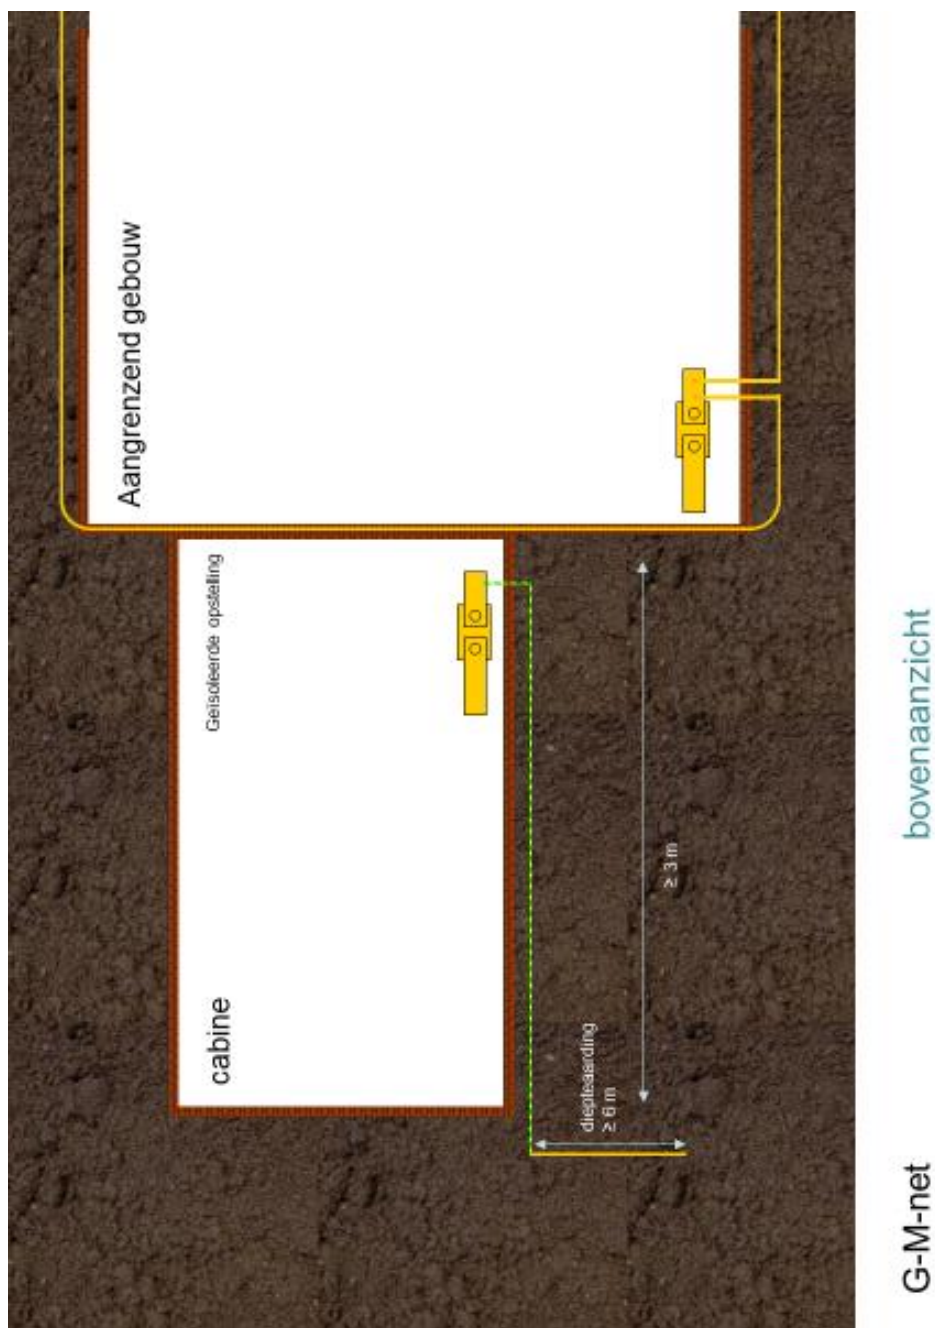 Aangrenzend gebouw
Geïsoleerde opstelling
cabine
≥ 3 m
diepteaarding
≥ 6 m
G-M-net
bovenaanzicht